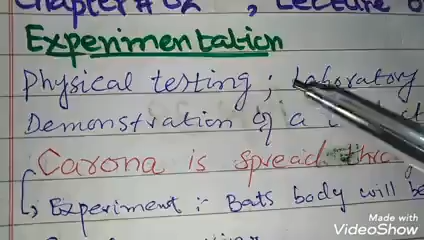 Chapter # 02, Lecture
Experimentation
Physical testing ; Laboratory
Demonstration of a
Carona is spread
Experiment :- Bats body will be
Made with
VideoShow